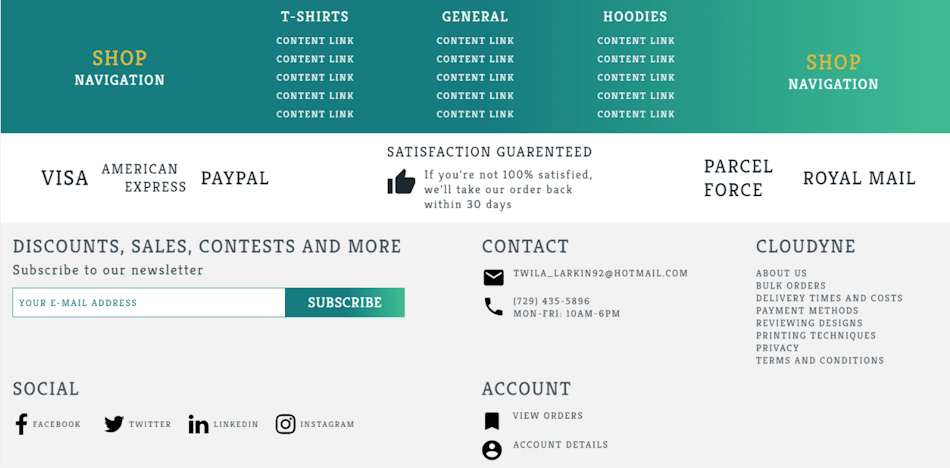 SHOP
NAVIGATION
T-SHIRTS
CONTENT LINK
CONTENT LINK
CONTENT LINK
CONTENT LINK
CONTENT LINK
GENERAL
CONTENT LINK
CONTENT LINK
CONTENT LINK
CONTENT LINK
CONTENT LINK
HOODIES
CONTENT LINK
CONTENT LINK
CONTENT LINK
CONTENT LINK
CONTENT LINK
SHOP
NAVIGATION
VISA
AMERICAN
EXPRESS
PAYPAL
SATISFACTION GUARENTEED
If you're not 100% satisfied,
we'll take our order back
within 30 days
PARCEL
FORCE
ROYAL MAIL
DISCOUNTS, SALES, CONTESTS AND MORE
Subscribe to our newsletter
YOUR E-MAIL ADDRESS
SUBSCRIBE
CONTACT
TWILA_LARKIN92@HOTMAIL.COM
(729) 435-5896
MON-FRI: 10AM-6PM
CLOUDYNE
ABOUT US
BULK ORDERS
DELIVERY TIMES AND COSTS
PAYMENT METHODS
REVIEWING DESIGNS
PRINTING TECHNIQUES
PRIVACY
TERMS AND CONDITIONS
SOCIAL
FACEBOOK
TWITTER
LINKEDIN
INSTAGRAM
ACCOUNT
VIEW ORDERS
ACCOUNT DETAILS